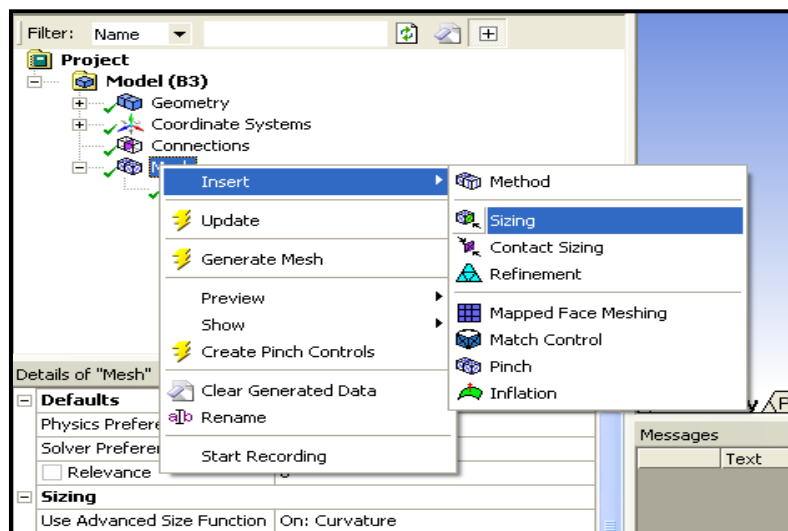 Filter: Name
Project
Model (B3)
Geometry
Coordinate Systems
Connections
Insert
Update
Generate Mesh
Preview
Show
Create Pinch Controls
Clear Generated Data
Rename
Start Recording
Method
Sizing
Contact Sizing
Refinement
Mapped Face Meshing
Match Control
Pinch
Inflation
Details of "Mesh"
Defaults
Physics
Solver
Relevance
Sizing
Use Advanced Size Function On: Curvature
Messages
Text